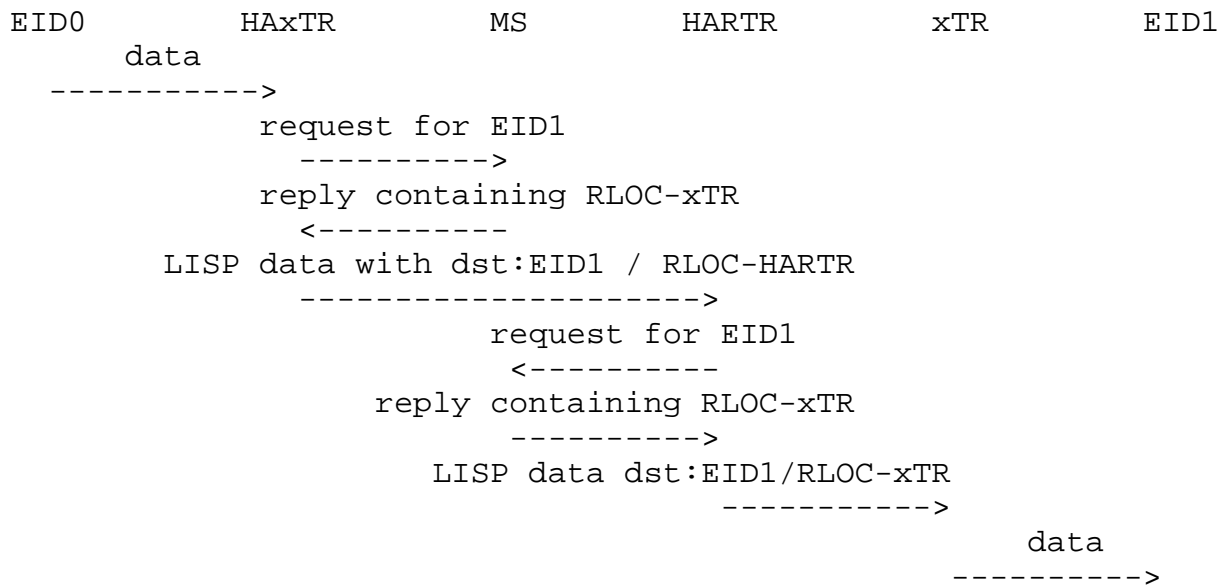 EID0 HAxTR MS HARTR xTR EID1
data
----------->
request for EID1
---------->
reply containing RLOC-xTR
<----------
LISP data with dst:EID1 / RLOC-HARTR
--------------------->
request for EID1
<----------
reply containing RLOC-xTR
---------->
LISP data dst:EID1/RLOC-xTR
----------->
data
---------->